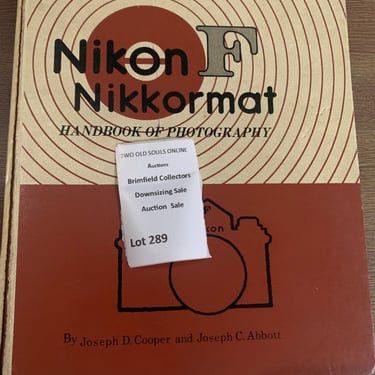 Nikon F
Nikkormat
HANDBOOK OF PHOTOGRAPHY
TWO OLD SOULS ONLINE
Auctions
Brimfield Collectors
Downsizing Sale
Auction Sale
Lot 289
F
kon
By Joseph D. Cooper and Joseph C. Abbott